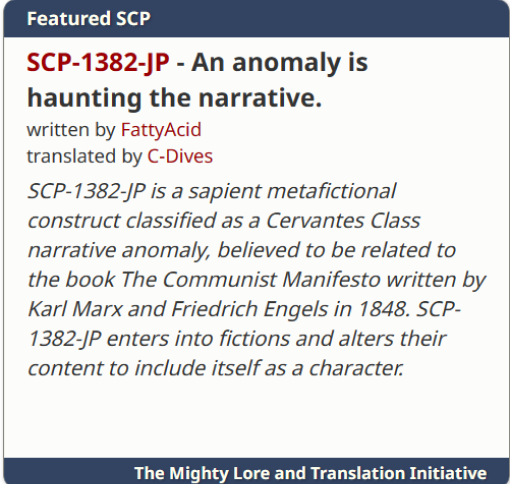 Featured SCP
SCP-1382-JP - An anomaly is
haunting the narrative.
written by FattyAcid
translated by C-Dives
SCP-1382-JP is a sapient metafictional
construct classified as a Cervantes Class
narrative anomaly, believed to be related to
the book The Communist Manifesto written by
Karl Marx and Friedrich Engels in 1848. SCP-
1382-JP enters into fictions and alters their
content to include itself as a character.
The Mighty Lore and Translation Initiative